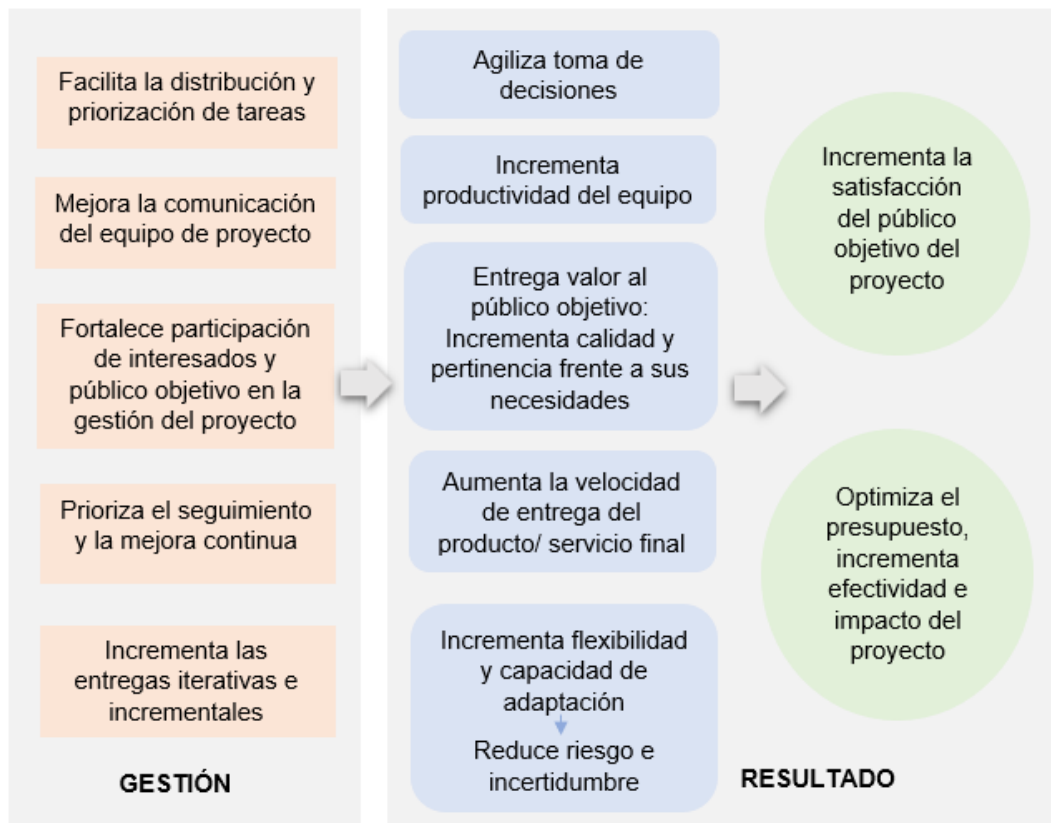 Facilita la distribución y
priorización de tareas
Mejora la comunicación
del equipo de proyecto
Fortalece participación
de interesados y
público objetivo en la
gestión del proyecto
Prioriza el seguimiento
y la mejora continua
Incrementa las
entregas iterativas e
incrementales
GESTIÓN
Agiliza toma de
decisiones
Incrementa
productividad del equipo
Entrega valor al
público objetivo:
Incrementa calidad y
pertinencia frente a sus
necesidades
Aumenta la velocidad
de entrega del
producto/ servicio final
Incrementa flexibilidad
y capacidad de
adaptación
Reduce riesgo e
incertidumbre
Incrementa la
satisfacción
del público
objetivo del
proyecto
Optimiza el
presupuesto,
incrementa
efectividad e
impacto del
proyecto
RESULTADO